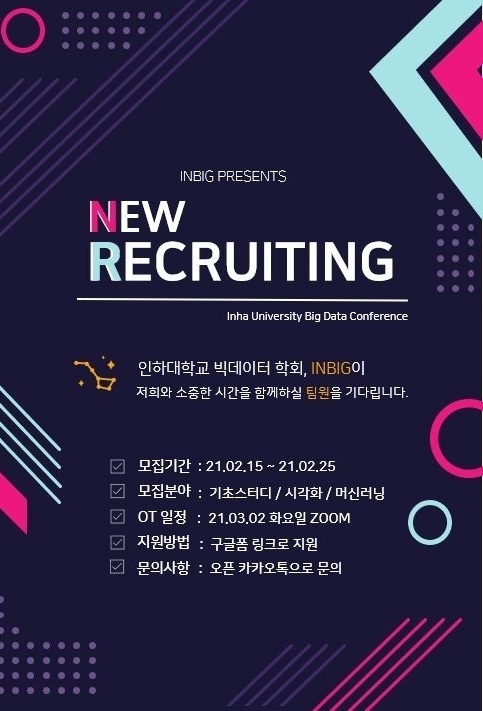 INBIG PRESENTS
NEW
RECRUITING
Inha University Big Data Conference
인하대학교 빅데이터 학회, INBIG이
저희와 소중한 시간을 함께하실 팀원을 기다립니다.
모집기간 : 21.02.15 ~ 21.02.25
모집분야 : 기초스터디 / 시각화 / 머신러닝
OT 일정 : 21.03.02 화요일 ZOOM
지원방법 : 구글폼 링크로 지원
문의사항 : 오픈 카카오톡으로 문의